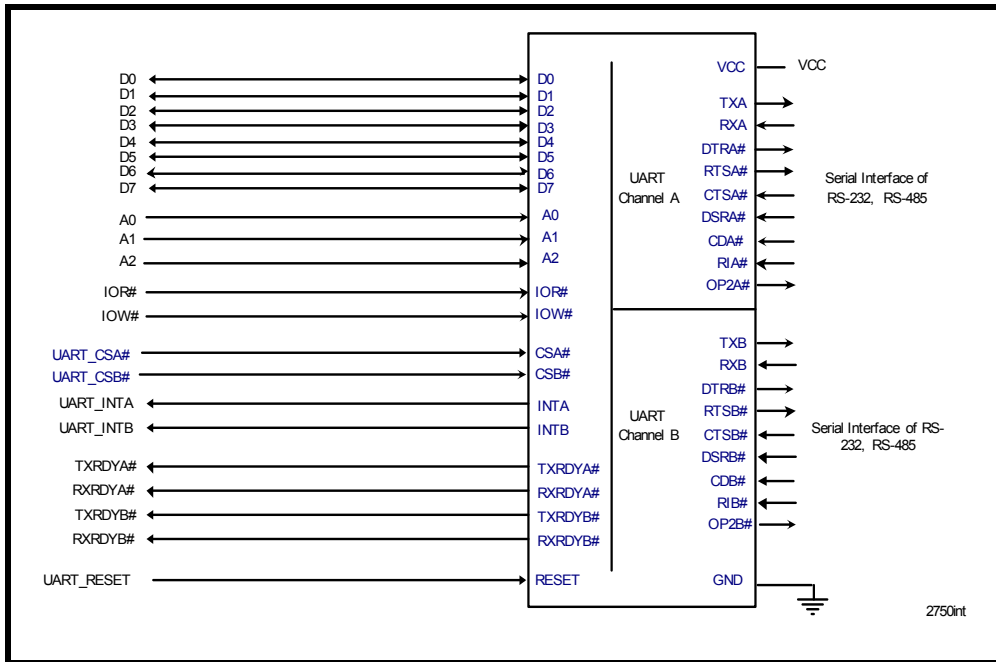 D0
D1
D2
D3
D4
D5
D6
D7
A0
A1
A2
IOR#
IOW#
UART_CSA#
UART_CSB#
UART_INTA
UART_INTB
TXRDYA#
RXRDYA#
TXRDYB#
RXRDYB#
UART_RESET
D0
D1
D2
D3
D4
D5
D6
D7
A0
A1
A2
IOR#
IOW#
CSA#
CSB#
INTA
INTB
TXRDYA#
RXRDYA#
TXRDYB#
RXRDYB#
RESET
UART
Channel A
UART
Channel B
VCC
TXA
RXA
DTRA#
RTSA#
CTSA#
DSRA#
CDA#
RIA#
OP2A#
TXB
RXB
DTRB#
RTSB#
CTSB#
DSRB#
CDB#
RIB#
OP2B#
GND
VCC
Serial Interface of
RS-232, RS-485
Serial Interface of RS-
232, RS-485
2750int